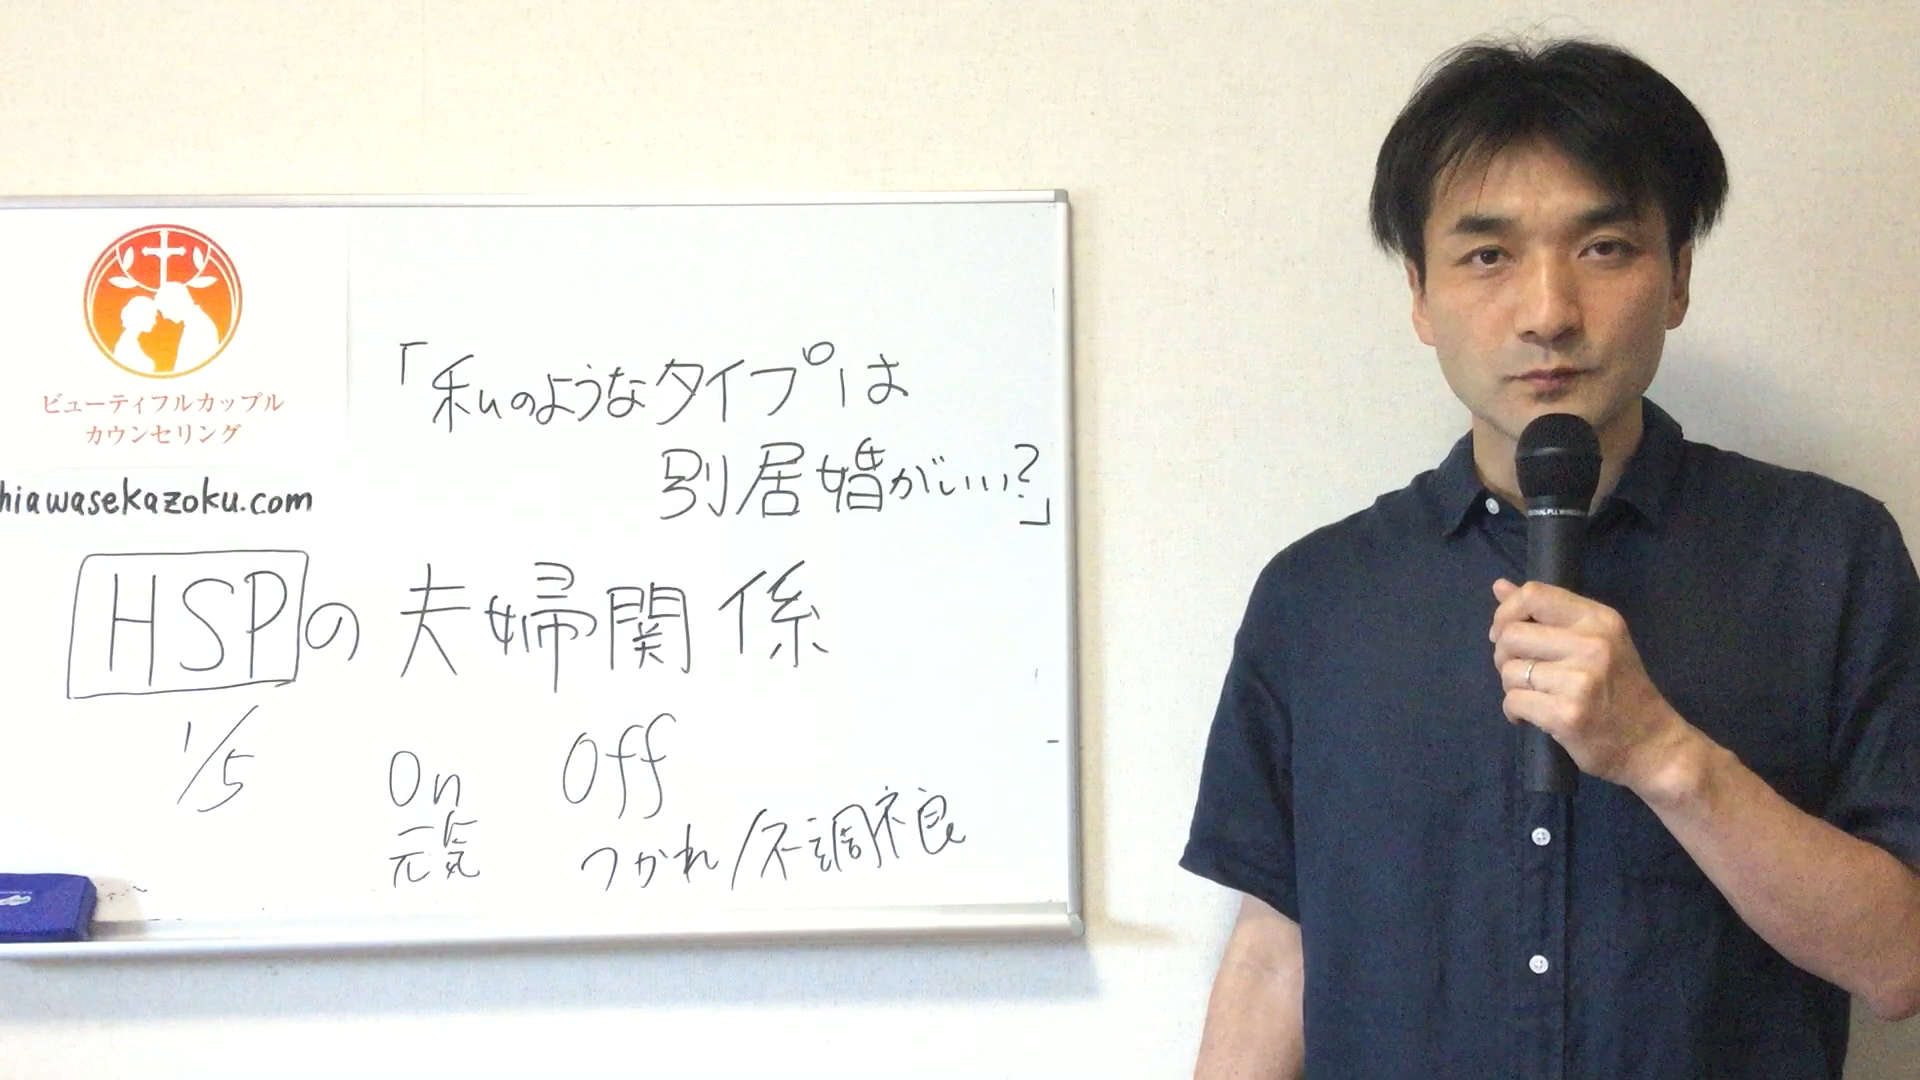 ビューティフルカップル
カウンセリング
hiawasekazoku.com
「私のようなタイプは
別居婚がいい?」
HSPの夫婦関係
1/5
On Off
元気 つかれ/体調不良